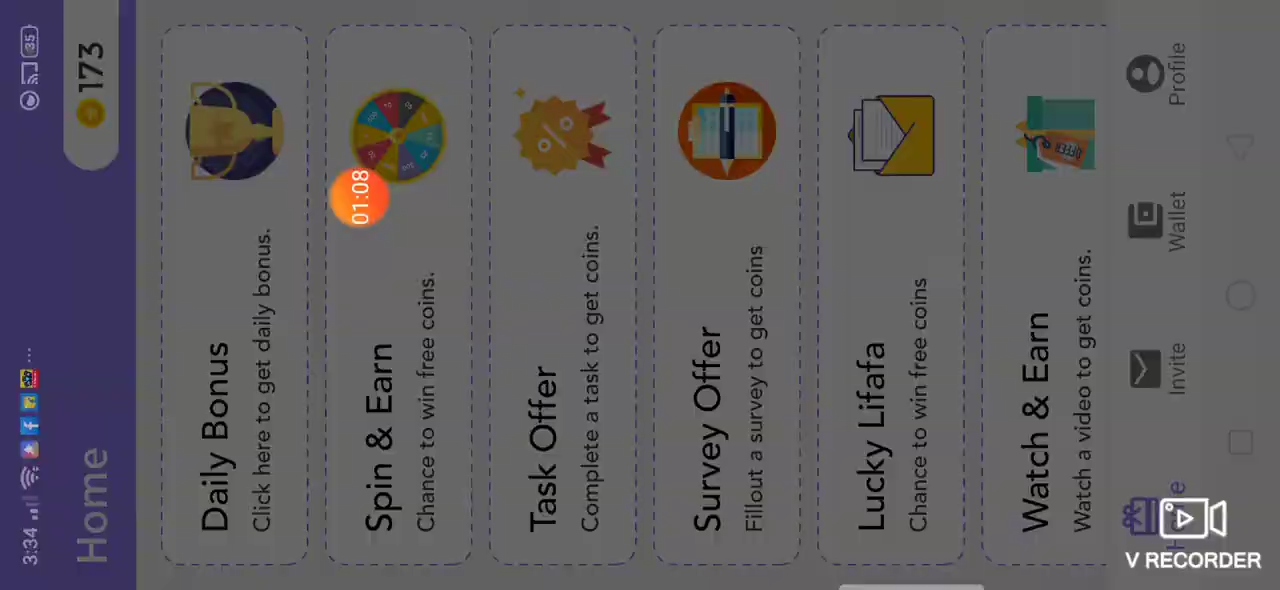 3:34
35
Home
173
Daily Bonus
Click here to get daily bonus.
01:08
Spin & Earn
Chance to win free coins.
Task Offer
Complete a task to get coins.
Survey Offer
Fillout a survey to get coins
Lucky Lifafa
Chance to win free coins
Watch & Earn
Watch a video to get coins.
OFFER
Invite
Wallet
Profile
V RECORDER